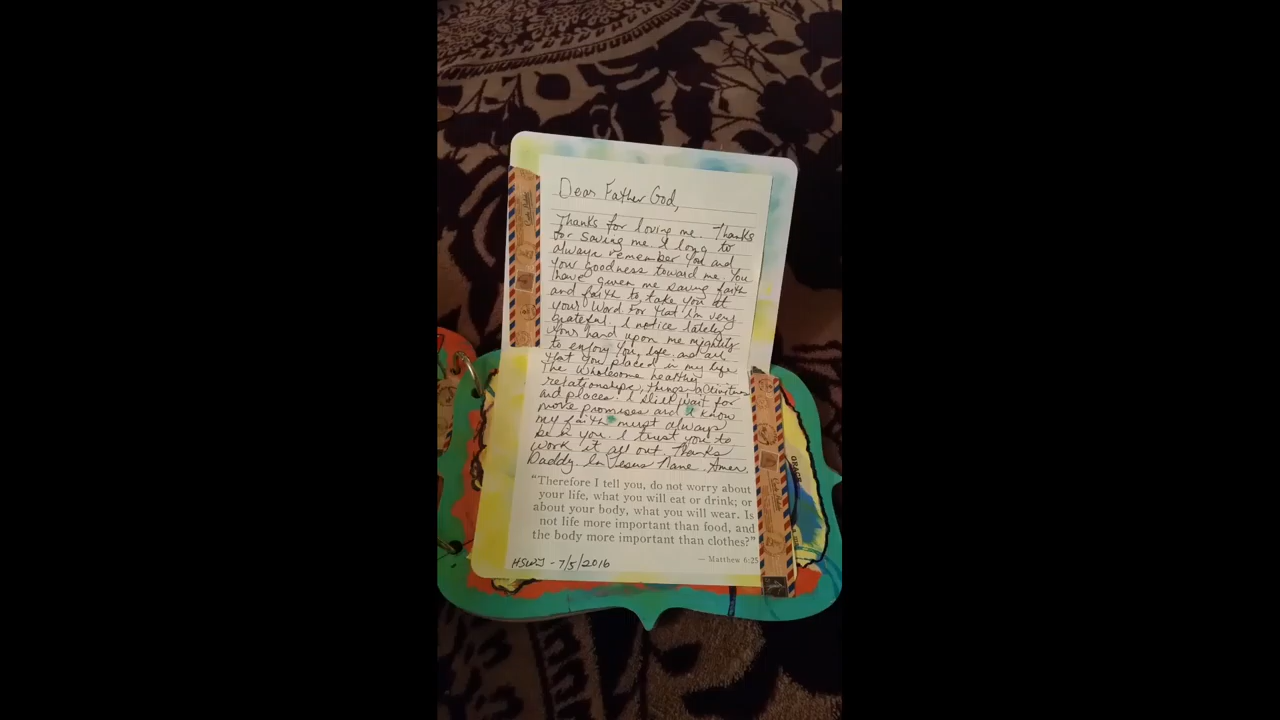 Dear Father God,
Thanks for loving me. Thanks
for saving me. I long to
always remember You and
Your goodness toward me. You
have given me saving faith
and faith to take You at
your Word. For that I'm very
grateful. I notice lately
Your hand upon me mightily
to enjoy You, life, and all
that You placed in my life
The wholesome healthy
relationships, things, activities
and places. I still wait for
more promises and I know
my faith must always
be in You. I trust You to
work it all out. Thanks
Daddy. In Jesus Name. Amen.
"Therefore I tell you, do not worry about
your life, what you will eat or drink; or
about your body, what you will wear. Is
not life more important than food, and
the body more important than clothes?"
— Matthew 6:25
HSWJ - 7/5/2016
GRACE